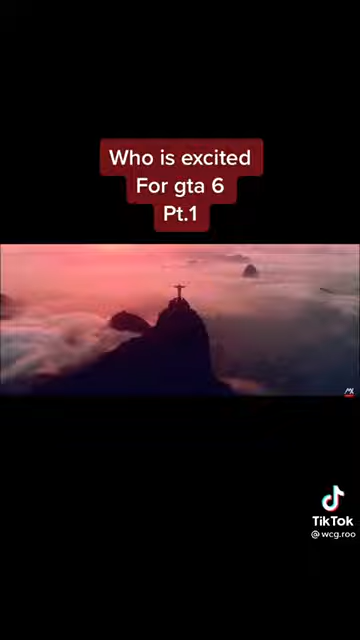 Who is excited
For gta 6
Pt.1
TikTok
@wcg.roo